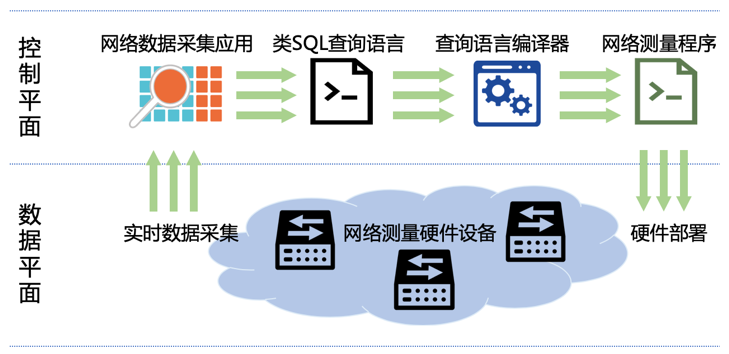 控制平面
网络数据采集应用
类SQL查询语言
查询语言编译器
网络测量程序
数据平面
实时数据采集
网络测量硬件设备
硬件部署